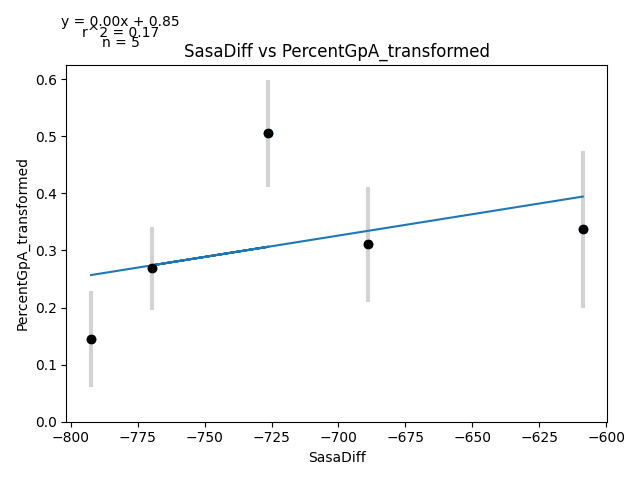 y = 0.00x + 0.85
r^2 = 0.17
n = 5
SasaDiff vs PercentGpA_transformed
PercentGpA_transformed
0.6
0.5
0.4
0.3
0.2
0.1
0.0
−800
−775
−750
−725
−700
−675
−650
−625
−600
SasaDiff